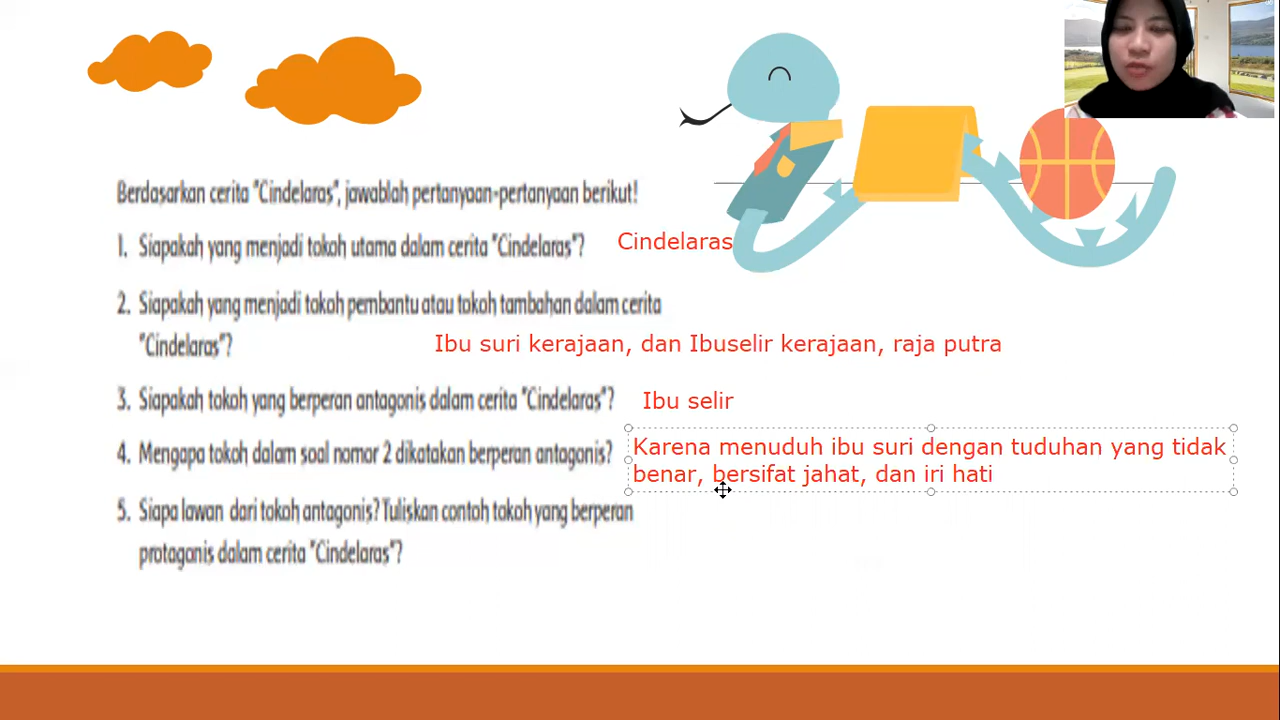 Berdasarkan cerita "Cindelaras", jawablah pertanyaan-pertanyaan berikut!
1. Siapakah yang menjadi tokoh utama dalam cerita "Cindelaras"? Cindelaras
2. Siapakah yang menjadi tokoh pembantu atau tokoh tambahan dalam cerita
"Cindelaras"? Ibu suri kerajaan, dan Ibuselir kerajaan, raja putra
3. Siapakah tokoh yang berperan antagonis dalam cerita "Cindelaras"? Ibu selir
4. Mengapa tokoh dalam soal nomor 2 dikatakan berperan antagonis? Karena menuduh ibu suri dengan tuduhan yang tidak
benar, bersifat jahat, dan iri hati
5. Siapa lawan dari tokoh antagonis? Tuliskan contoh tokoh yang berperan
protagonis dalam cerita "Cindelaras"?